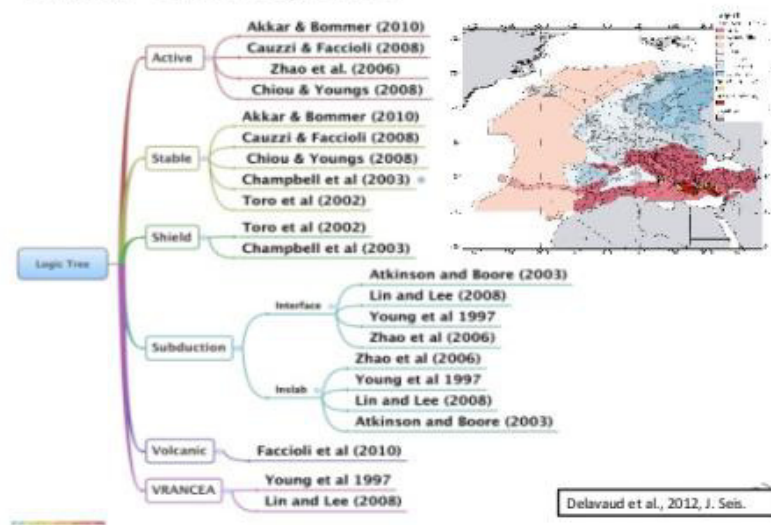 Logic Tree
Active
Akkar & Bommer (2010)
Cauzzi & Faccioli (2008)
Zhao et al. (2006)
Chiou & Youngs (2008)
Stable
Akkar & Bommer (2010)
Cauzzi & Faccioli (2008)
Chiou & Youngs (2008)
Champbell et al (2003)
Toro et al (2002)
Shield
Toro et al (2002)
Champbell et al (2003)
Subduction
Interface
Atkinson and Boore (2003)
Lin and Lee (2008)
Young et al 1997
Zhao et al (2006)
Inslab
Zhao et al (2006)
Young et al 1997
Lin and Lee (2008)
Atkinson and Boore (2003)
Volcanic
Faccioli et al (2010)
VRANCEA
Young et al 1997
Lin and Lee (2008)
Delavaud et al., 2012, J. Seis.